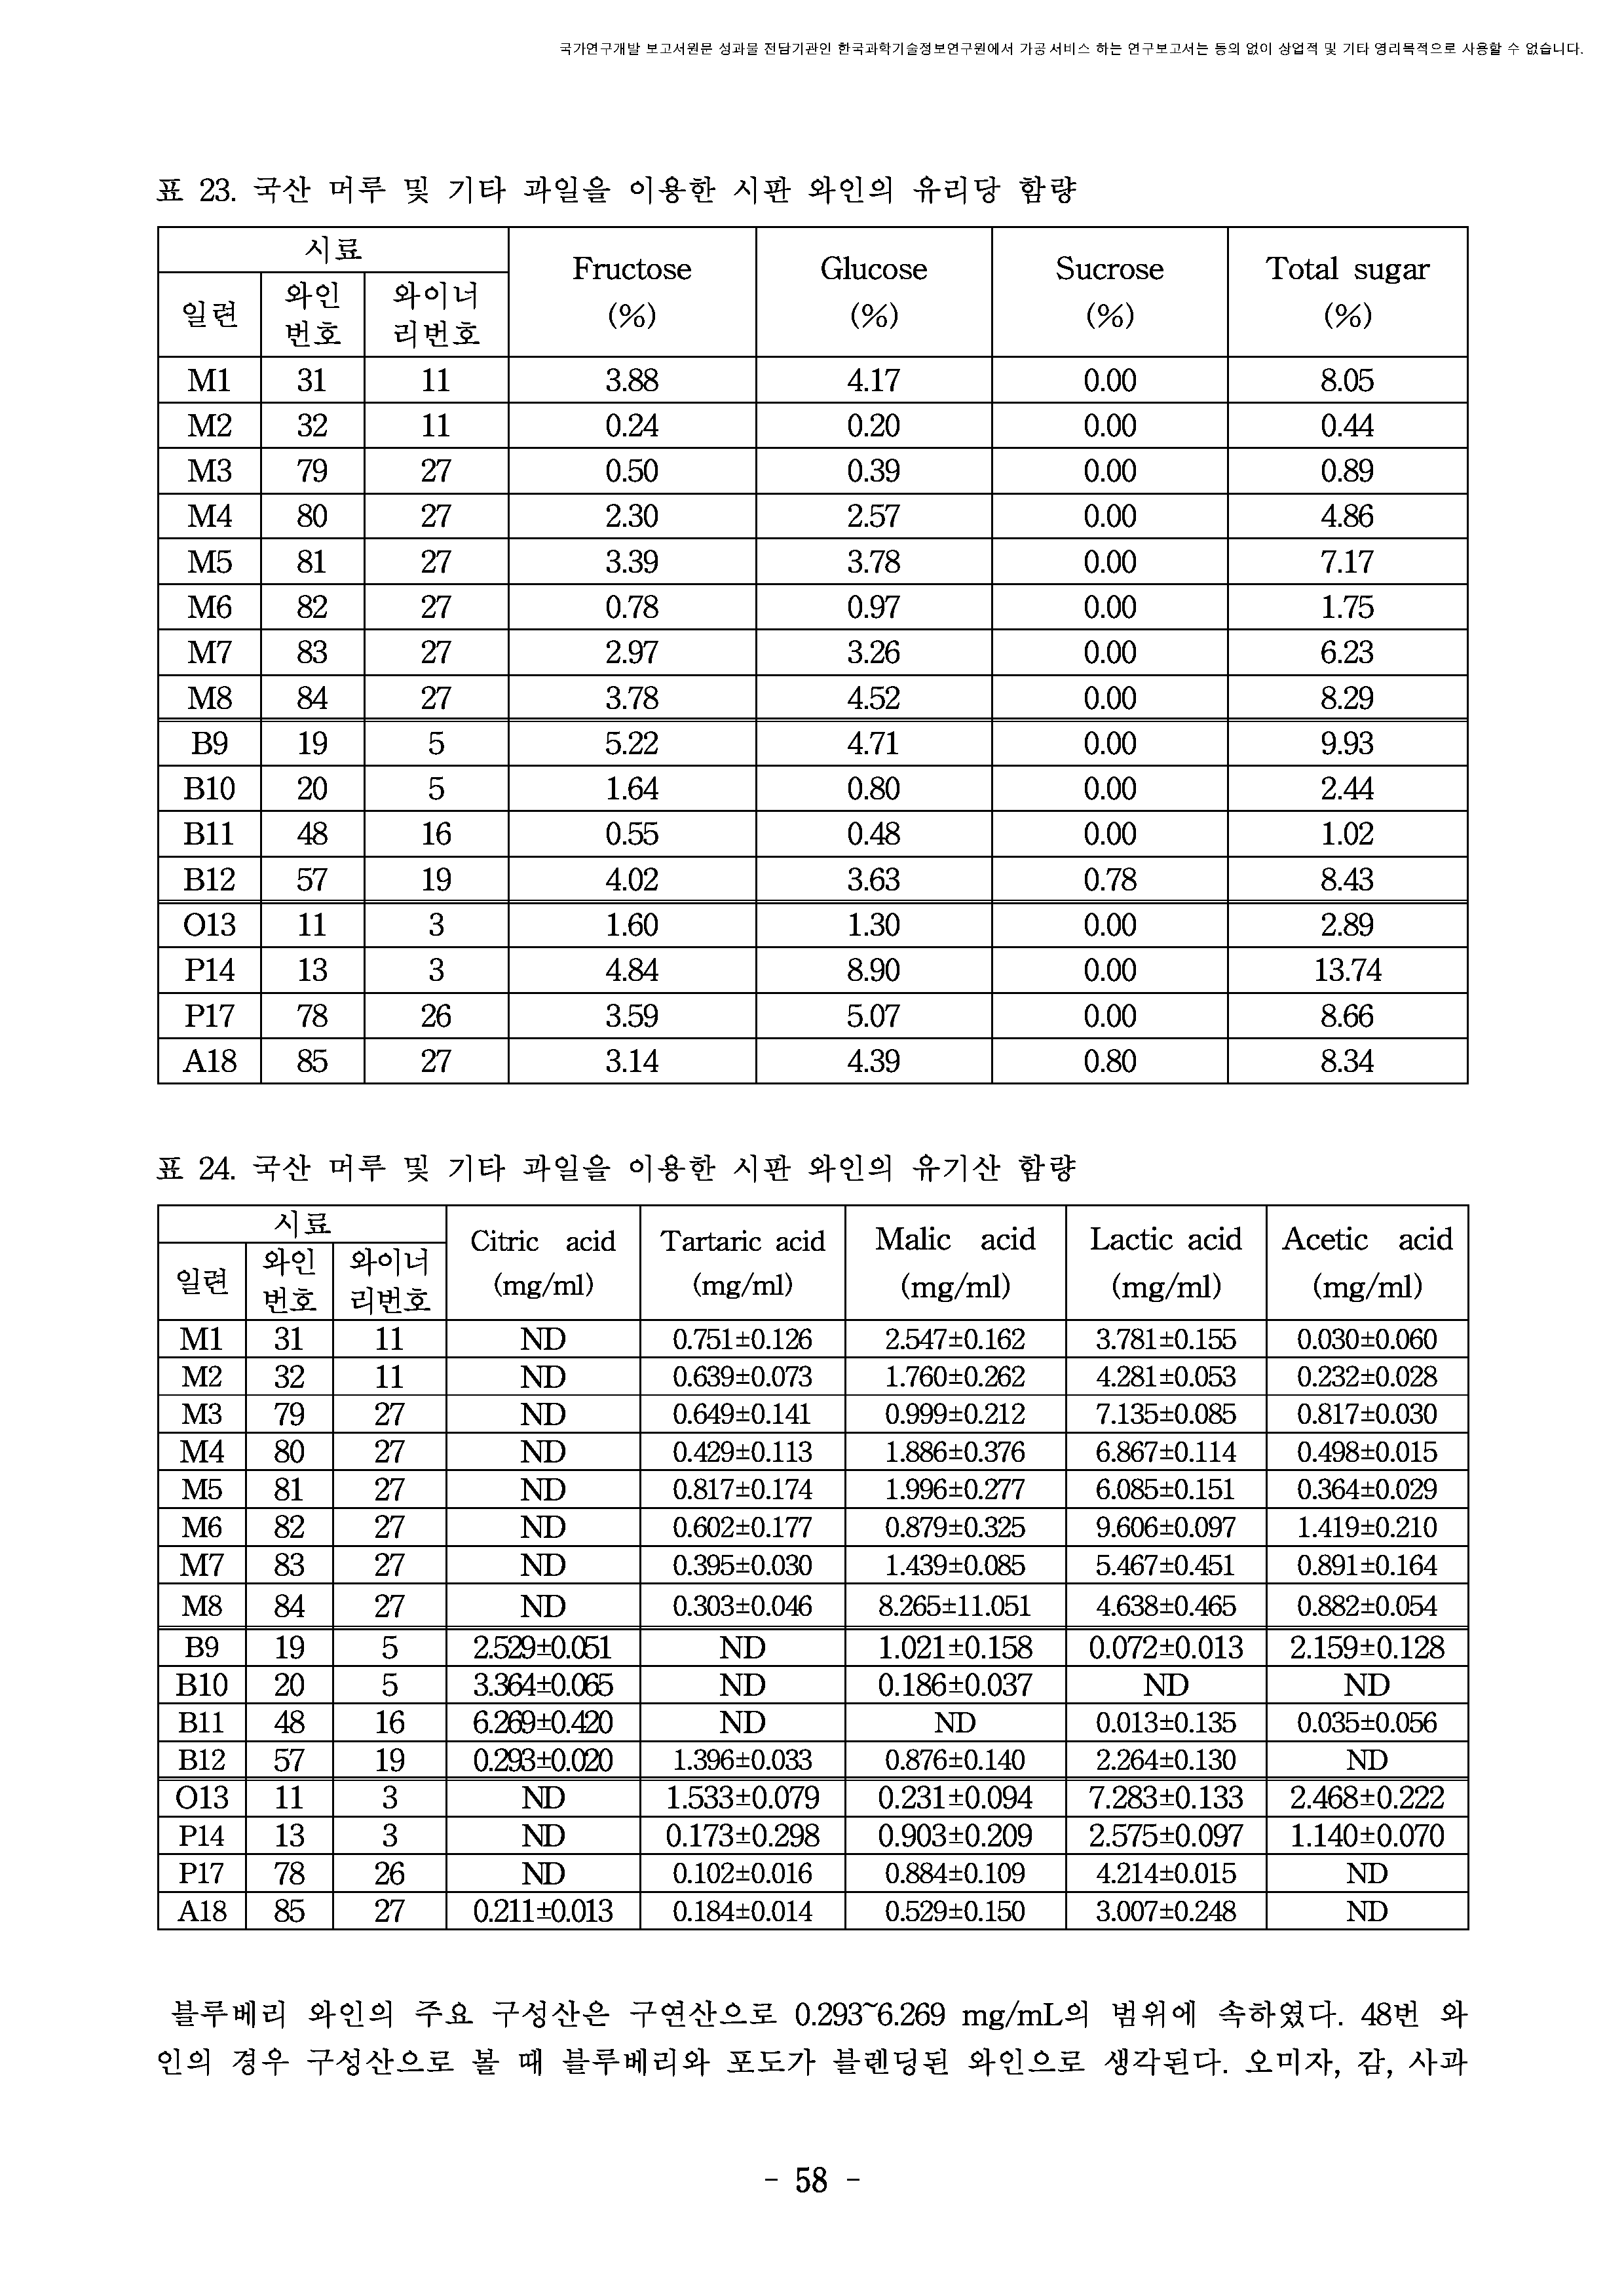 국가연구개발 보고서원문 성과물 전담기관인 한국과학기술정보연구원에서 가공·서비스 하는 연구보고서는 동의 없이 상업적 및 기타 영리목적으로 사용할 수 없습니다.
표 23. 국산 머루 및 기타 과일을 이용한 시판 와인의 유리당 함량
시료 Fructose (%) Glucose (%) Sucrose (%) Total sugar (%)
일련 와인번호 와이너리번호
M1 31 11 3.88 4.17 0.00 8.05
M2 32 11 0.24 0.20 0.00 0.44
M3 79 27 0.50 0.39 0.00 0.89
M4 80 27 2.30 2.57 0.00 4.86
M5 81 27 3.39 3.78 0.00 7.17
M6 82 27 0.78 0.97 0.00 1.75
M7 83 27 2.97 3.26 0.00 6.23
M8 84 27 3.78 4.52 0.00 8.29
B9 19 5 5.22 4.71 0.00 9.93
B10 20 5 1.64 0.80 0.00 2.44
B11 48 16 0.55 0.48 0.00 1.02
B12 57 19 4.02 3.63 0.78 8.43
O13 11 3 1.60 1.30 0.00 2.89
P14 13 3 4.84 8.90 0.00 13.74
P17 78 26 3.59 5.07 0.00 8.66
A18 85 27 3.14 4.39 0.80 8.34
표 24. 국산 머루 및 기타 과일을 이용한 시판 와인의 유기산 함량
시료 Citric acid (mg/ml) Tartaric acid (mg/ml) Malic acid (mg/ml) Lactic acid (mg/ml) Acetic acid (mg/ml)
일련 와인번호 와이너리번호
M1 31 11 ND 0.751±0.126 2.547±0.162 3.781±0.155 0.030±0.060
M2 32 11 ND 0.639±0.073 1.760±0.262 4.281±0.053 0.232±0.028
M3 79 27 ND 0.649±0.141 0.999±0.212 7.135±0.085 0.817±0.030
M4 80 27 ND 0.429±0.113 1.886±0.376 6.867±0.114 0.498±0.015
M5 81 27 ND 0.817±0.174 1.996±0.277 6.085±0.151 0.364±0.029
M6 82 27 ND 0.602±0.177 0.879±0.325 9.606±0.097 1.419±0.210
M7 83 27 ND 0.395±0.030 1.439±0.085 5.467±0.451 0.891±0.164
M8 84 27 ND 0.303±0.046 8.265±11.051 4.638±0.465 0.882±0.054
B9 19 5 2.529±0.051 ND 1.021±0.158 0.072±0.013 2.159±0.128
B10 20 5 3.364±0.065 ND 0.186±0.037 ND ND
B11 48 16 6.269±0.420 ND ND 0.013±0.135 0.035±0.056
B12 57 19 0.293±0.020 1.396±0.033 0.876±0.140 2.264±0.130 ND
O13 11 3 ND 1.533±0.079 0.231±0.094 7.283±0.133 2.468±0.222
P14 13 3 ND 0.173±0.298 0.903±0.209 2.575±0.097 1.140±0.070
P17 78 26 ND 0.102±0.016 0.884±0.109 4.214±0.015 ND
A18 85 27 0.211±0.013 0.184±0.014 0.529±0.150 3.007±0.248 ND
블루베리 와인의 주요 구성산은 구연산으로 0.293~6.269 mg/mL의 범위에 속하였다. 48번 와
인의 경우 구성산으로 볼 때 블루베리와 포도가 블렌딩된 와인으로 생각된다. 오미자, 감, 사과
- 58 -